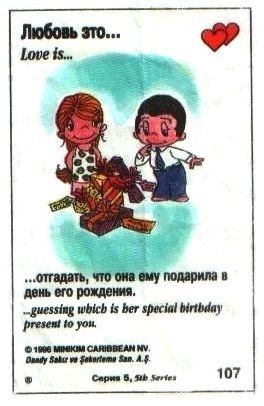 Любовь это...
Love is...
...отгадать, что она ему подарила в
день его рождения.
...guessing which is her special birthday
present to you.
© 1996 MINIKIM CARIBBEAN NV.
Dandy Sakız ve Şekerleme San. A.Ş.
® Серия 5, 5th Series 107